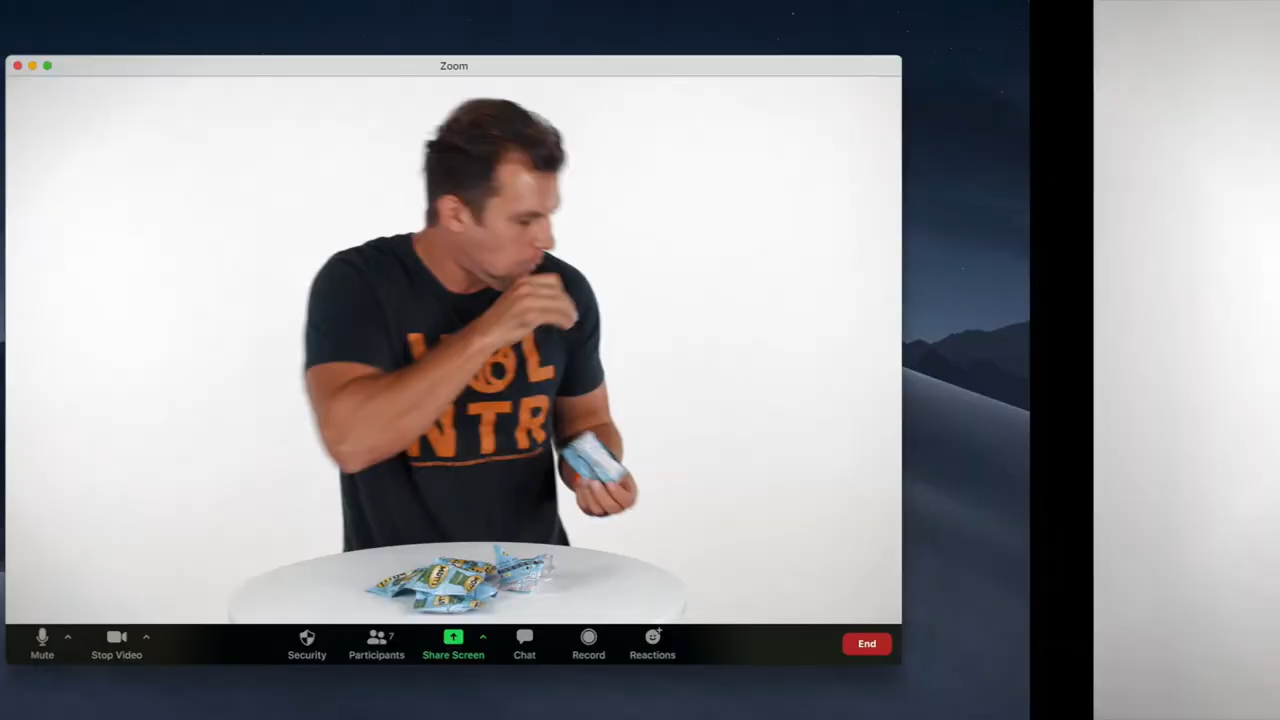 Zoom
NTR
Mute
Stop Video
Security
7
Participants
Share Screen
Chat
Record
Reactions
End